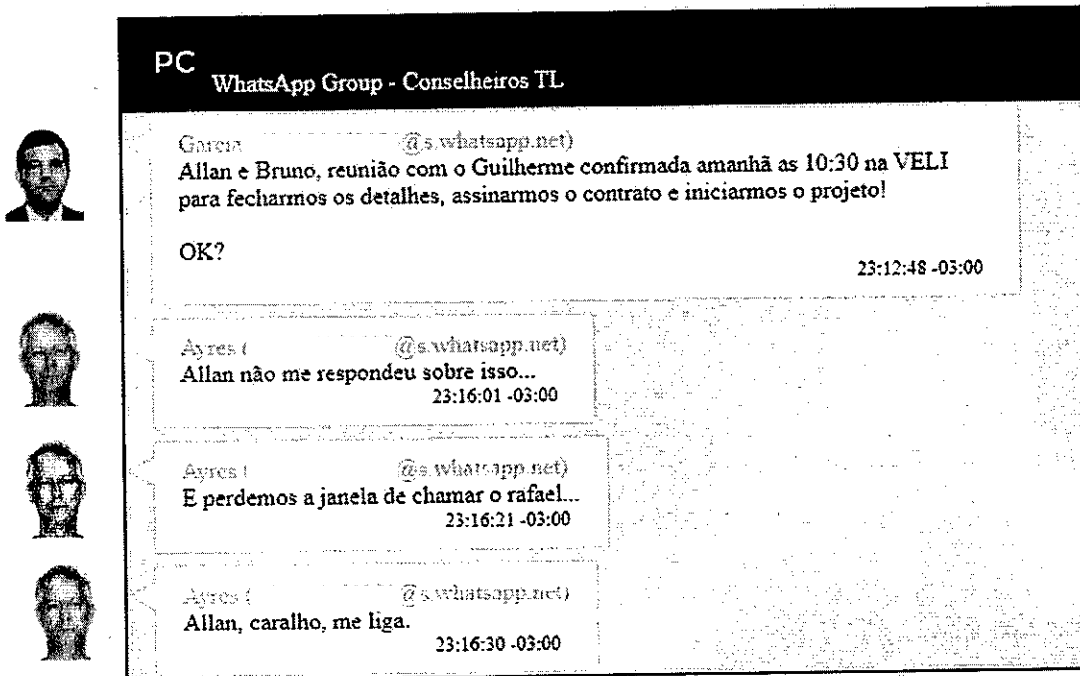 PC
WhatsApp Group - Conselheiros TL
Garcia @s.whatsapp.net)
Allan e Bruno, reunião com o Guilherme confirmada amanhã as 10:30 na VELI
para fecharmos os detalhes, assinarmos o contrato e iniciarmos o projeto!
OK?
23:12:48 -03:00
Ayres ( @s.whatsapp.net)
Allan não me respondeu sobre isso...
23:16:01 -03:00
Ayres ( @s.whatsapp.net)
E perdemos a janela de chamar o rafael...
23:16:21 -03:00
Ayres ( @s.whatsapp.net)
Allan, caralho, me liga.
23:16:30 -03:00